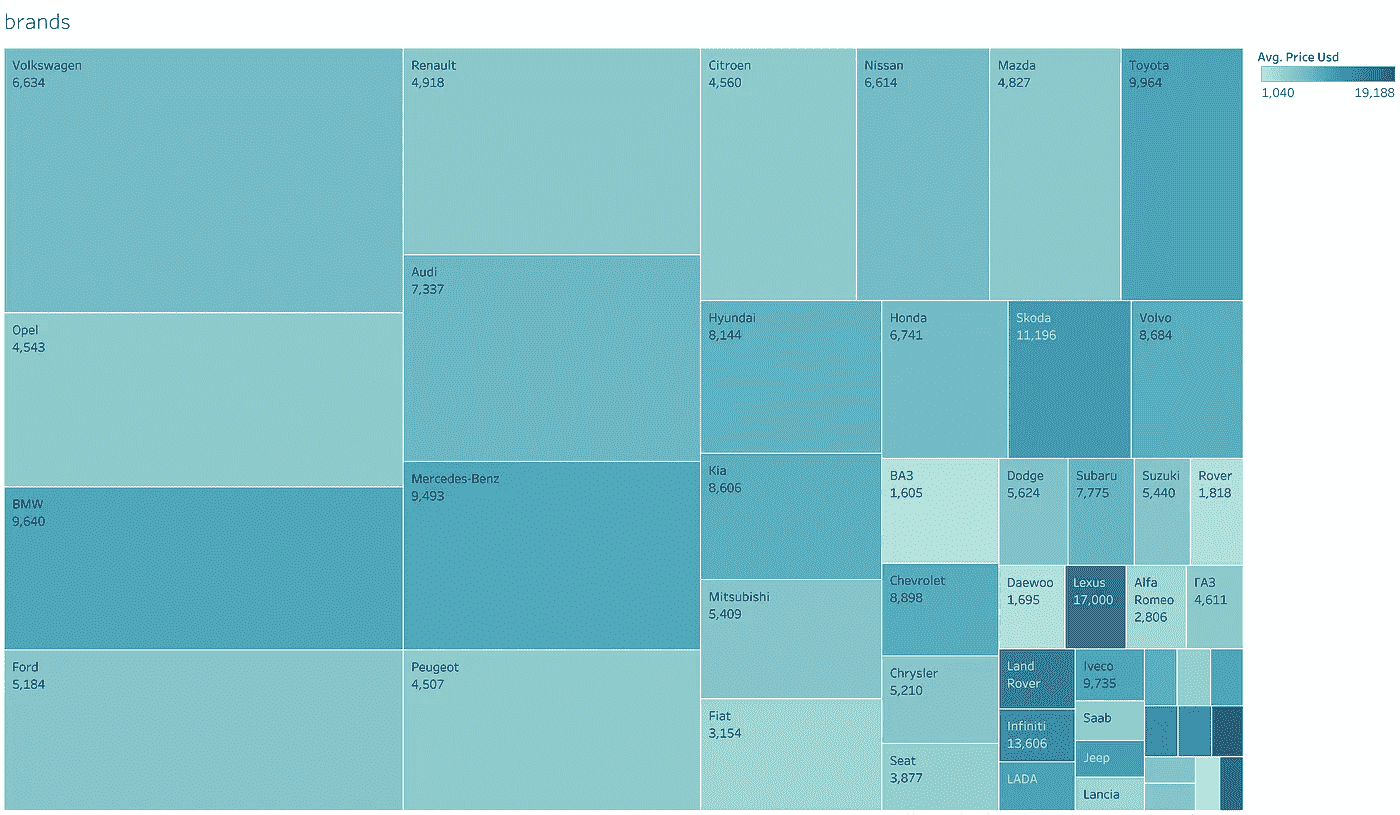 brands
Volkswagen
6,634
Opel
4,543
BMW
9,640
Ford
5,184
Renault
4,918
Audi
7,337
Mercedes-Benz
9,493
Peugeot
4,507
Citroen
4,560
Nissan
6,614
Mazda
4,827
Toyota
9,964
Hyundai
8,144
Kia
8,606
Mitsubishi
5,409
Fiat
3,154
Honda
6,741
Skoda
11,196
Volvo
8,684
ВАЗ
1,605
Dodge
5,624
Subaru
7,775
Suzuki
5,440
Rover
1,818
Chevrolet
8,898
Chrysler
5,210
Seat
3,877
Daewoo
1,695
Lexus
17,000
Alfa
Romeo
2,806
ГАЗ
4,611
Land
Rover
Infiniti
13,606
LADA
Iveco
9,735
Saab
Jeep
Lancia
Avg. Price Usd
1,040
19,188